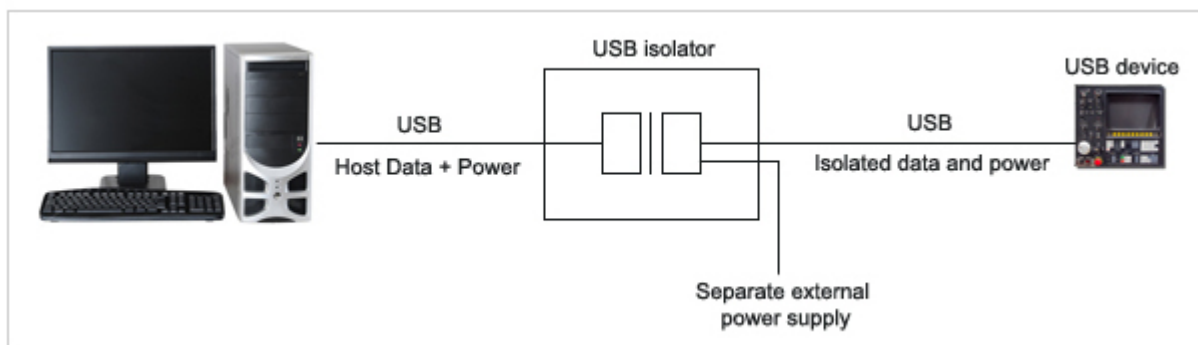 USB isolator
USB device
USB
Host Data + Power
USB
Isolated data and power
Separate external
power supply